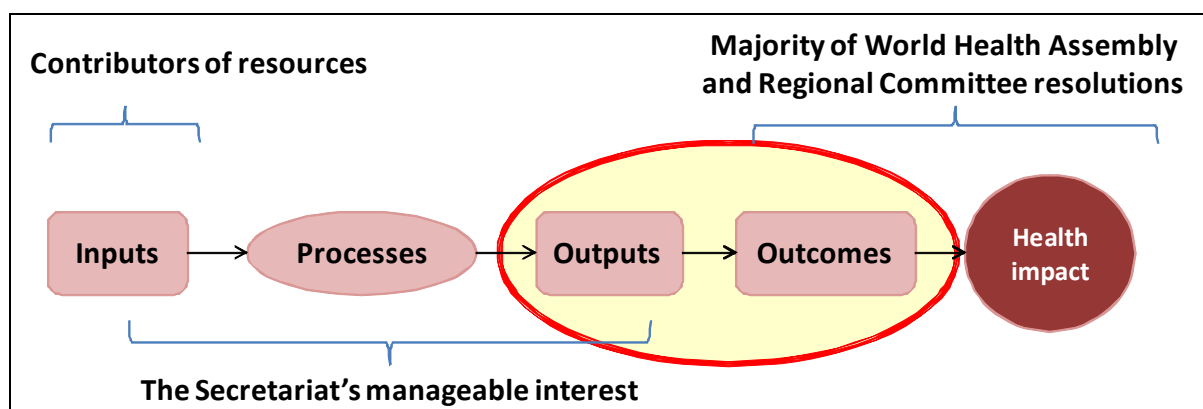 Contributors of resources
Majority of World Health Assembly
and Regional Committee resolutions
Inputs
Processes
Outputs
Outcomes
Health
impact
The Secretariat’s manageable interest